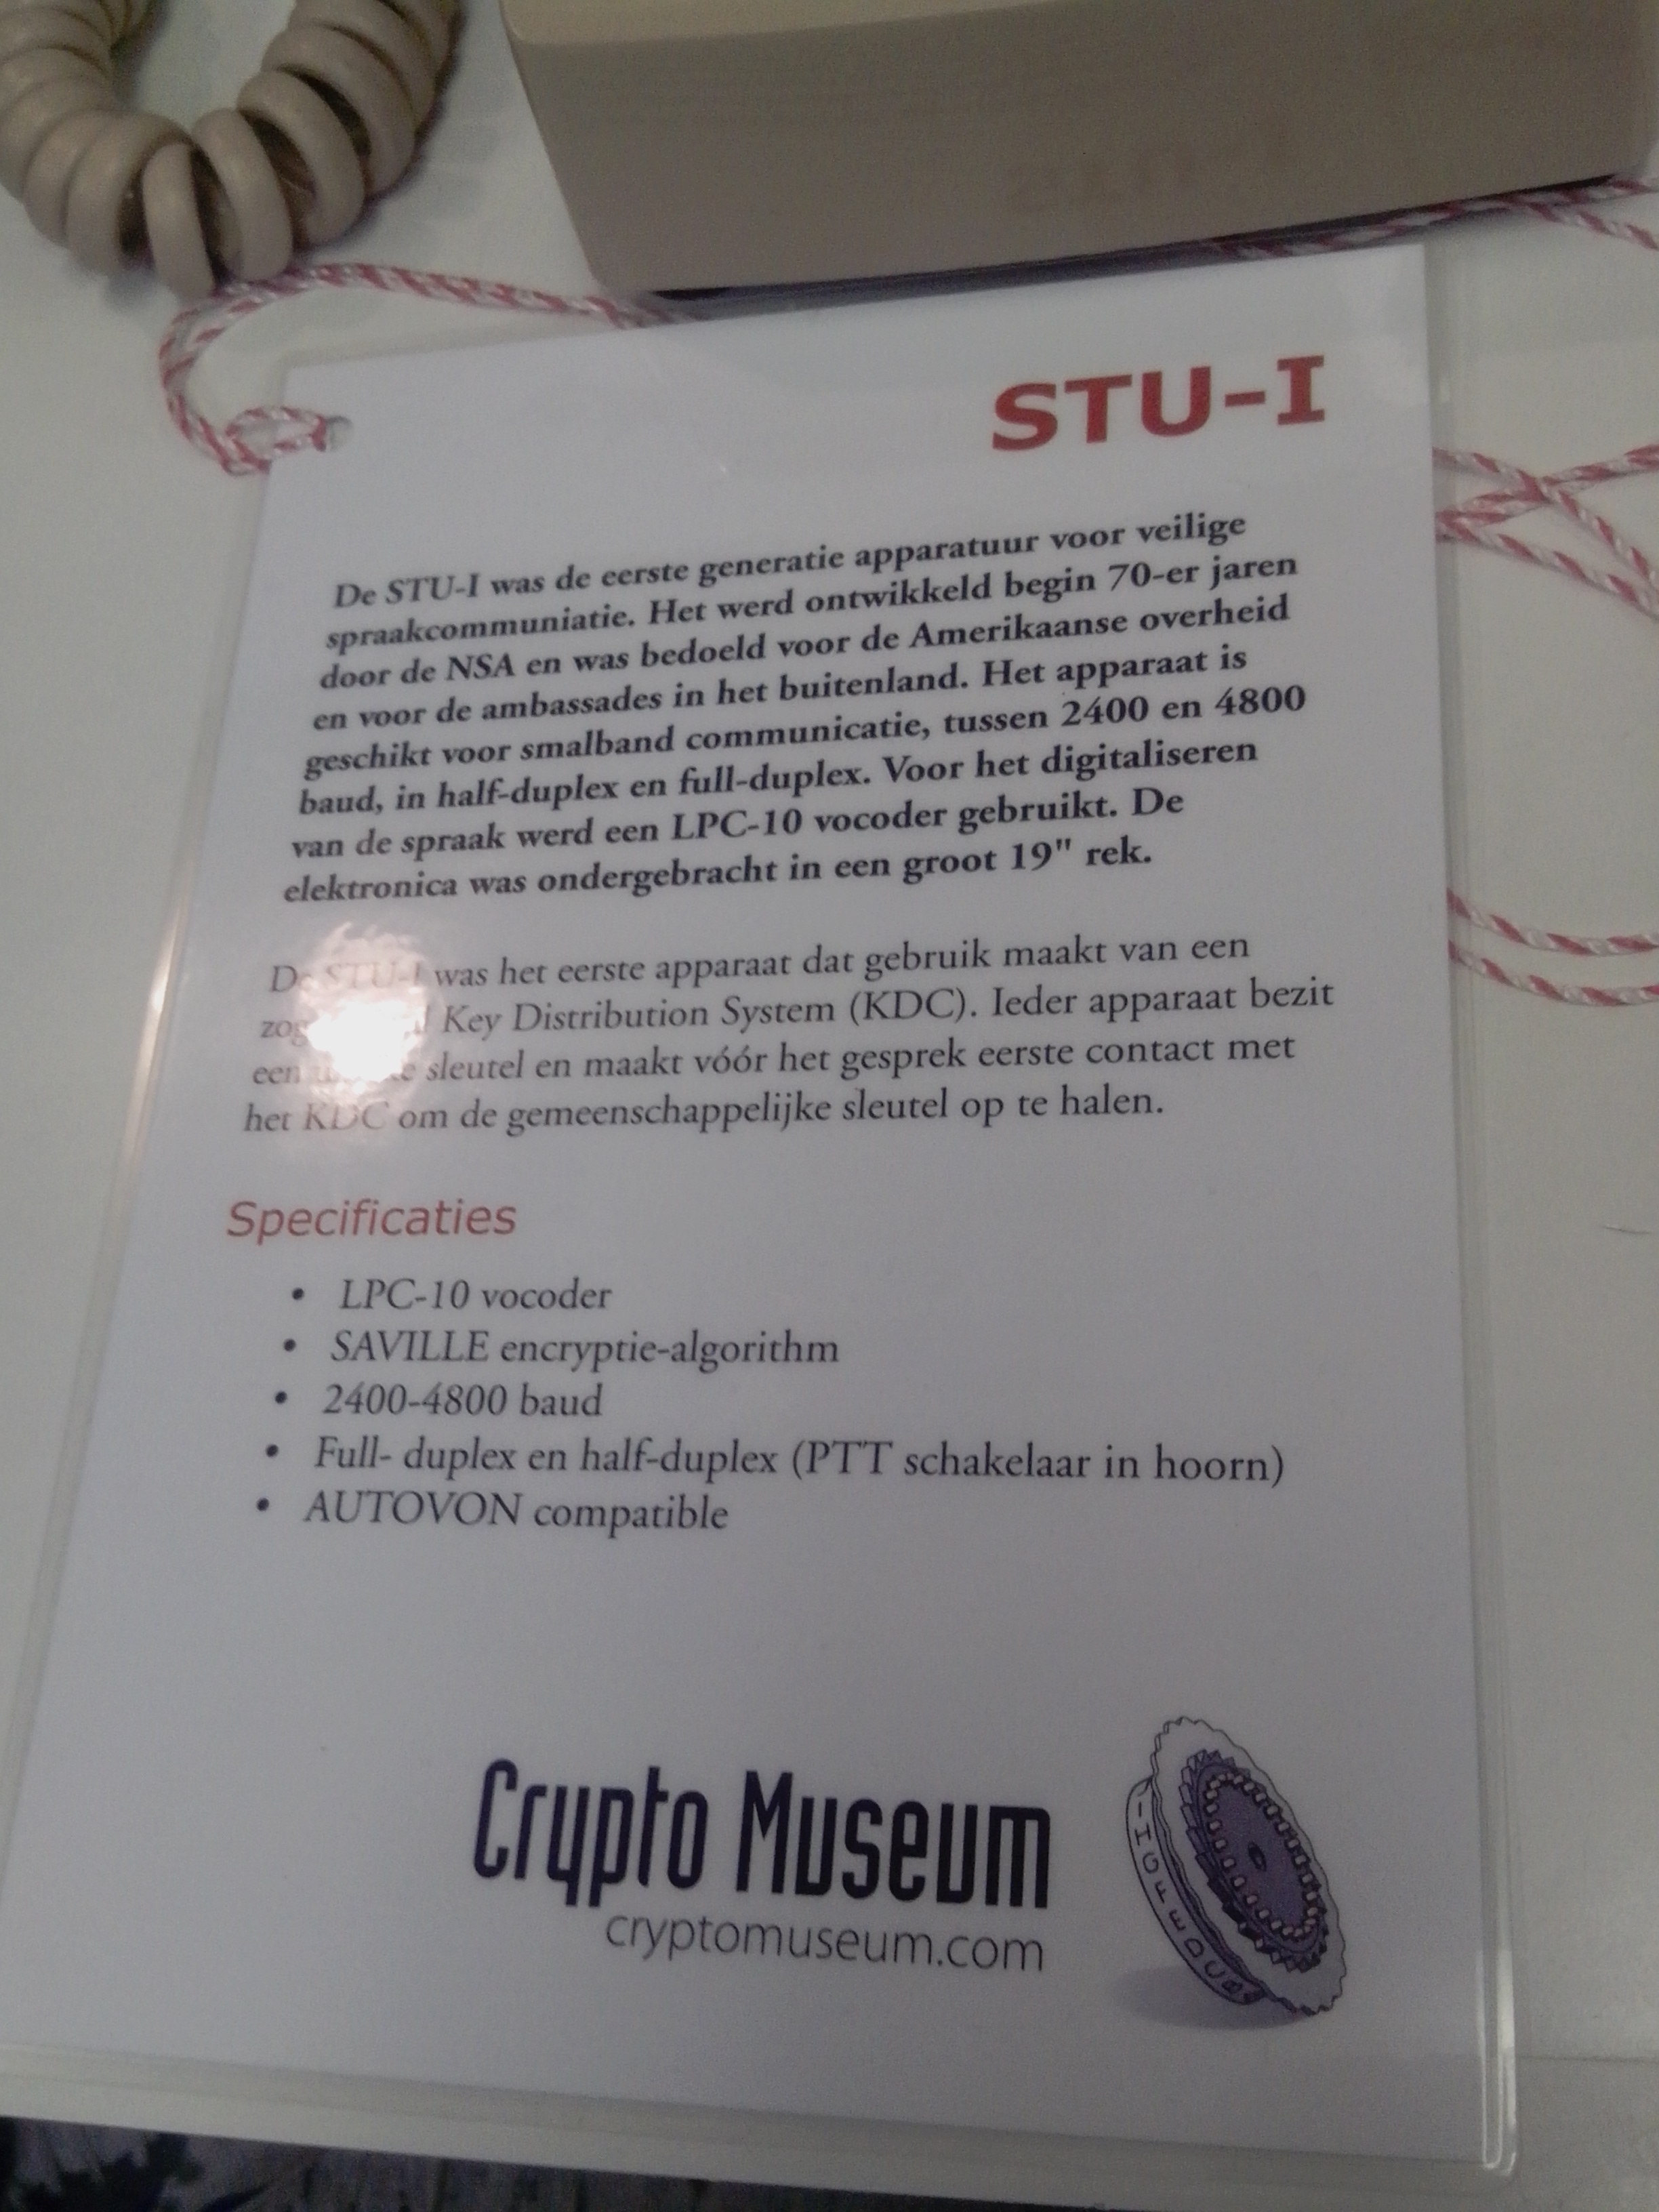 STU-I
De STU-I was de eerste generatie apparatuur voor veilige
spraakcommuniatie. Het werd ontwikkeld begin 70-er jaren
door de NSA en was bedoeld voor de Amerikaanse overheid
en voor de ambassades in het buitenland. Het apparaat is
geschikt voor smalband communicatie, tussen 2400 en 4800
baud, in half-duplex en full-duplex. Voor het digitaliseren
van de spraak werd een LPC-10 vocoder gebruikt. De
elektronica was ondergebracht in een groot 19" rek.
De STU-I was het eerste apparaat dat gebruik maakt van een
Key Distribution System (KDC). Ieder apparaat bezit
een sleutel en maakt vóór het gesprek eerste contact met
het KDC om de gemeenschappelijke sleutel op te halen.
Specificaties
• LPC-10 vocoder
• SAVILLE encryptie-algorithm
• 2400-4800 baud
• Full- duplex en half-duplex (PTT schakelaar in hoorn)
• AUTOVON compatible
Crypto Museum
cryptomuseum.com